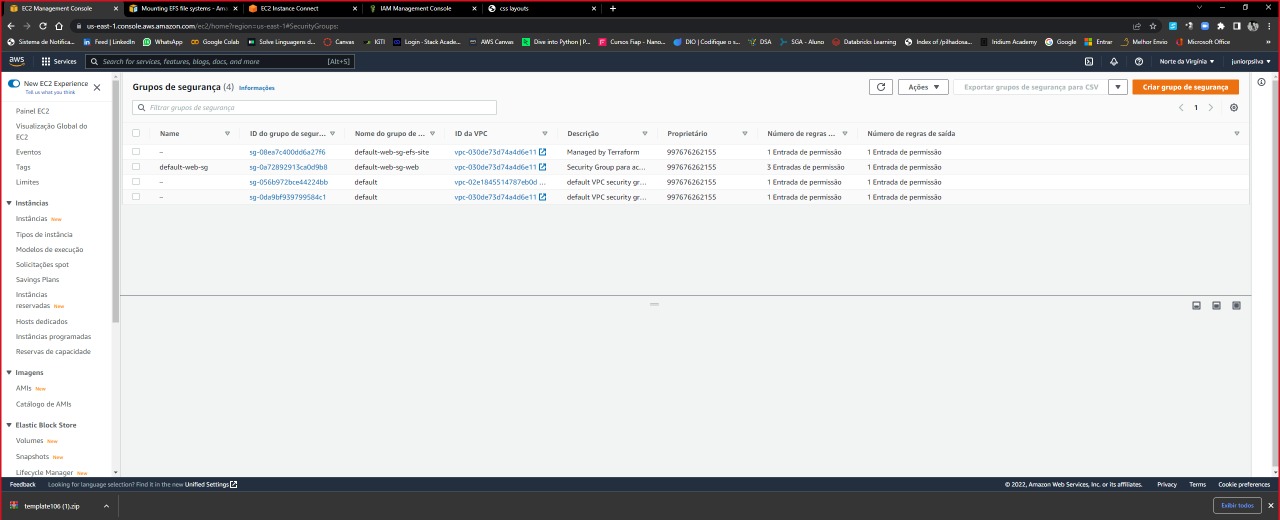 EC2 Management Console
Mounting EFS file systems - Ama
EC2 Instance Connect
IAM Management Console
css layouts
us-east-1.console.aws.amazon.com/ec2/home?region=us-east-1#SecurityGroups:
Sistema de Notifica...
Feed | LinkedIn
WhatsApp
Google Colab
Solve Linguagens d...
Canvas
IGTI
Login · Stack Acade...
AWS Canvas
Dive into Python | P...
Cursos Fiap - Nano...
DIO | Codifique o s...
DSA
SGA - Aluno
Databricks Learning
Index of /pilhadosa...
Iridium Academy
Google
Entrar
Melhor Envio
Microsoft Office
»
aws
Services
Search for services, features, blogs, docs, and more
[Alt+S]
Norte da Virgínia
juniorpsilva
New EC2 Experience
Tell us what you think
Painel EC2
Visualização Global do
EC2
Eventos
Tags
Limites
Instâncias
Instâncias New
Tipos de instância
Modelos de execução
Solicitações spot
Savings Plans
Instâncias
reservadas New
Hosts dedicados
Instâncias programadas
Reservas de capacidade
Imagens
AMIs New
Catálogo de AMIs
Elastic Block Store
Volumes New
Snapshots New
Lifecycle Manager New
Grupos de segurança (4) Informações
Ações
Exportar grupos de segurança para CSV
Criar grupo de segurança
Filtrar grupos de segurança
1
Name ID do grupo de segur... Nome do grupo de ... ID da VPC Descrição Proprietário Número de regras ... Número de regras de saída
– sg-08ea7c400dd6a27f6 default-web-sg-efs-site vpc-030de73d74a4d6e11 Managed by Terraform 997676262155 1 Entrada de permissão 1 Entrada de permissão
default-web-sg sg-0a72892913ca0d9b8 default-web-sg-web vpc-030de73d74a4d6e11 Security Group para ac... 997676262155 3 Entradas de permissão 1 Entrada de permissão
– sg-056b972bce44224bb default vpc-02e1845514787eb0d ... default VPC security gr... 997676262155 1 Entrada de permissão 1 Entrada de permissão
– sg-0da9bf939799584c1 default vpc-030de73d74a4d6e11 default VPC security gr... 997676262155 1 Entrada de permissão 1 Entrada de permissão
Feedback
Looking for language selection? Find it in the new Unified Settings
© 2022, Amazon Web Services, Inc. or its affiliates.
Privacy
Terms
Cookie preferences
template106 (1).zip
Exibir todos